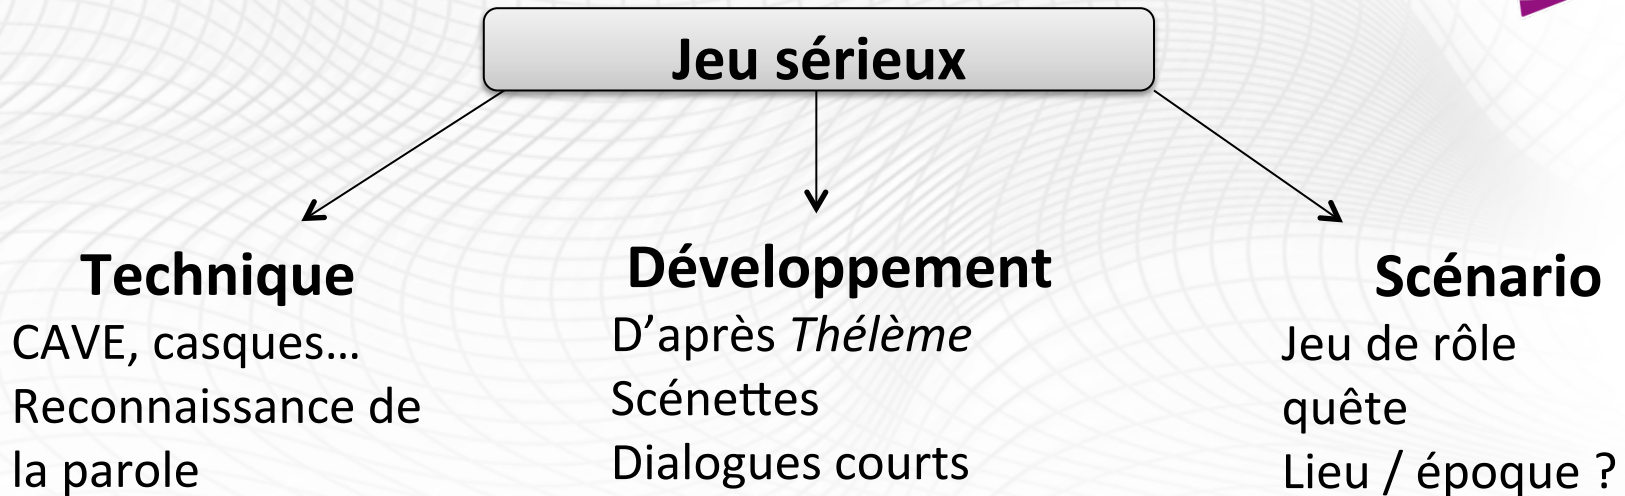 Jeu sérieux
Technique
CAVE, casques…
Reconnaissance de
la parole
Développement
D’après Thélème
Scénettes
Dialogues courts
Scénario
Jeu de rôle
quête
Lieu / époque ?